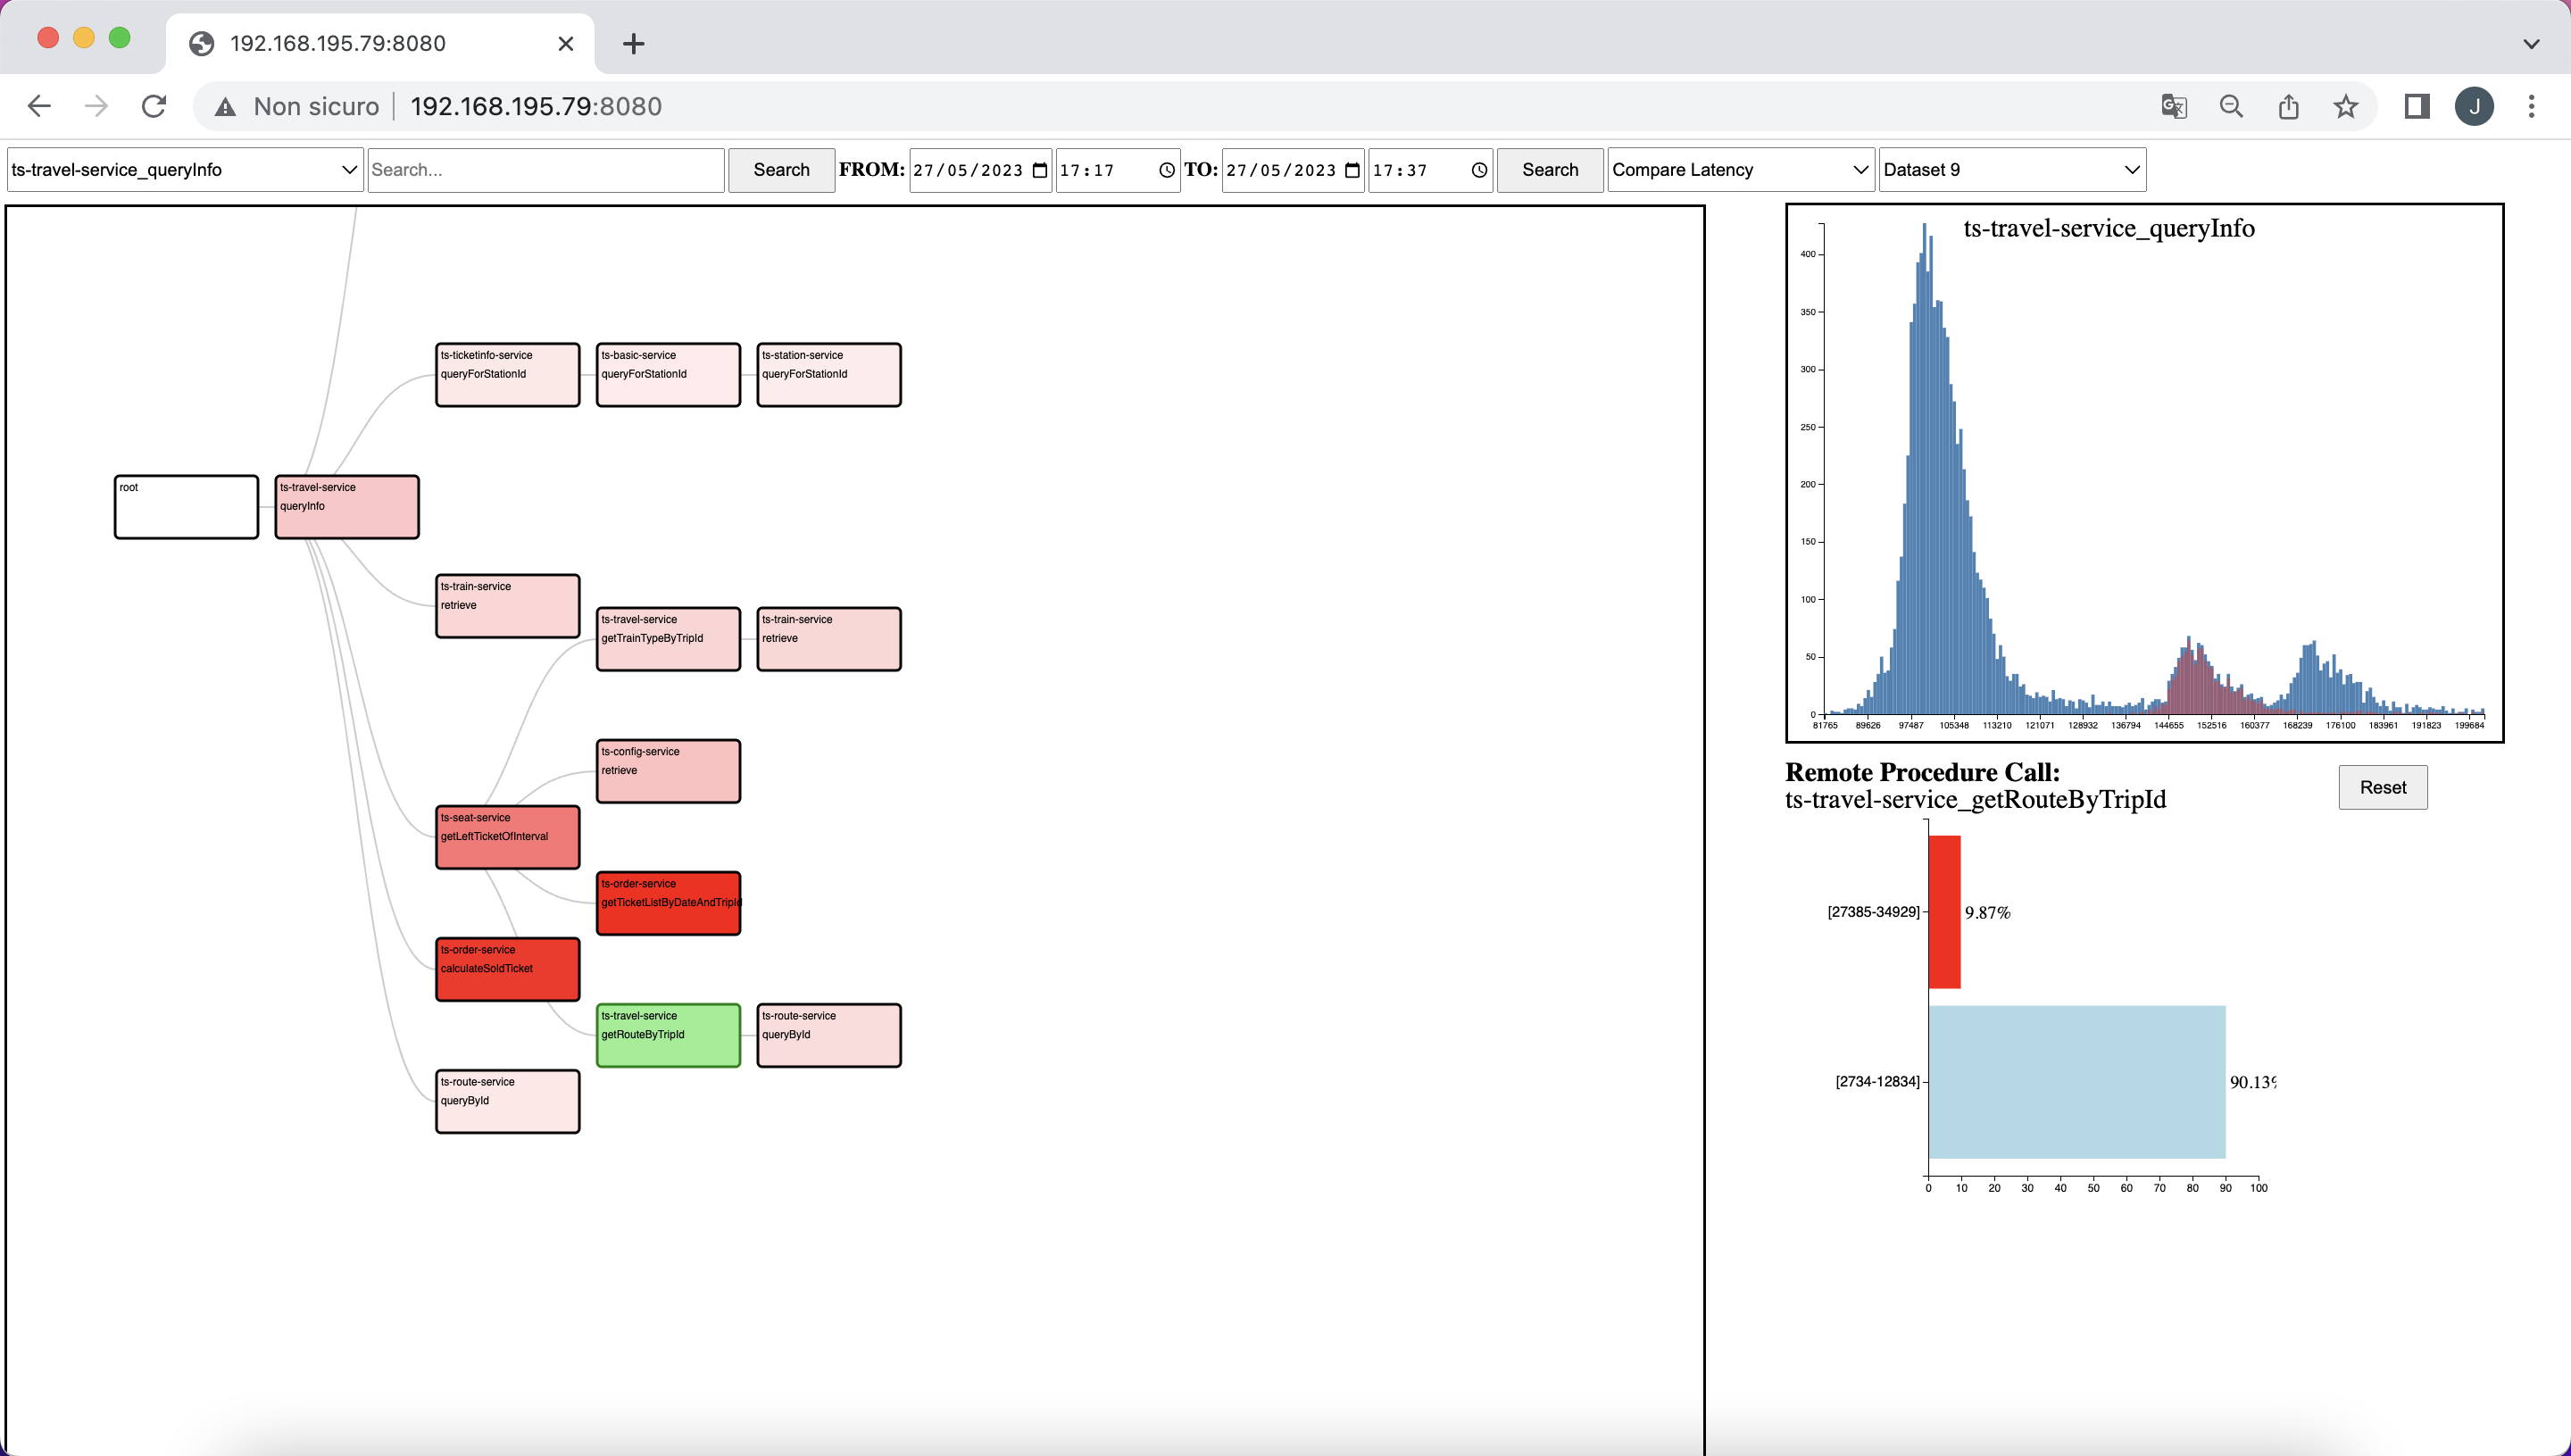 192.168.195.79:8080
Non sicuro 192.168.195.79:8080
J
ts-travel-service_queryInfo Search... Search FROM: 27/05/2023 17:17 TO: 27/05/2023 17:37 Search Compare Latency Dataset 9
ts-ticketinfo-service
queryForStationId
ts-basic-service
queryForStationId
ts-station-service
queryForStationId
root
ts-travel-service
queryInfo
ts-train-service
retrieve
ts-travel-service
getTrainTypeByTripId
ts-train-service
retrieve
ts-config-service
retrieve
ts-seat-service
getLeftTicketOfInterval
ts-order-service
getTicketListByDateAndTripId
ts-order-service
calculateSoldTicket
ts-travel-service
getRouteByTripId
ts-route-service
queryById
ts-route-service
queryById
ts-travel-service_queryInfo
400
350
300
250
200
150
100
50
0
81765 89626 97487 105348 113210 121071 128932 136794 144655 152516 160377 168239 176100 183961 191823 199684
Remote Procedure Call:
ts-travel-service_getRouteByTripId
Reset
[27385-34929] 9.87%
[2734-12834] 90.13%
0 10 20 30 40 50 60 70 80 90 100